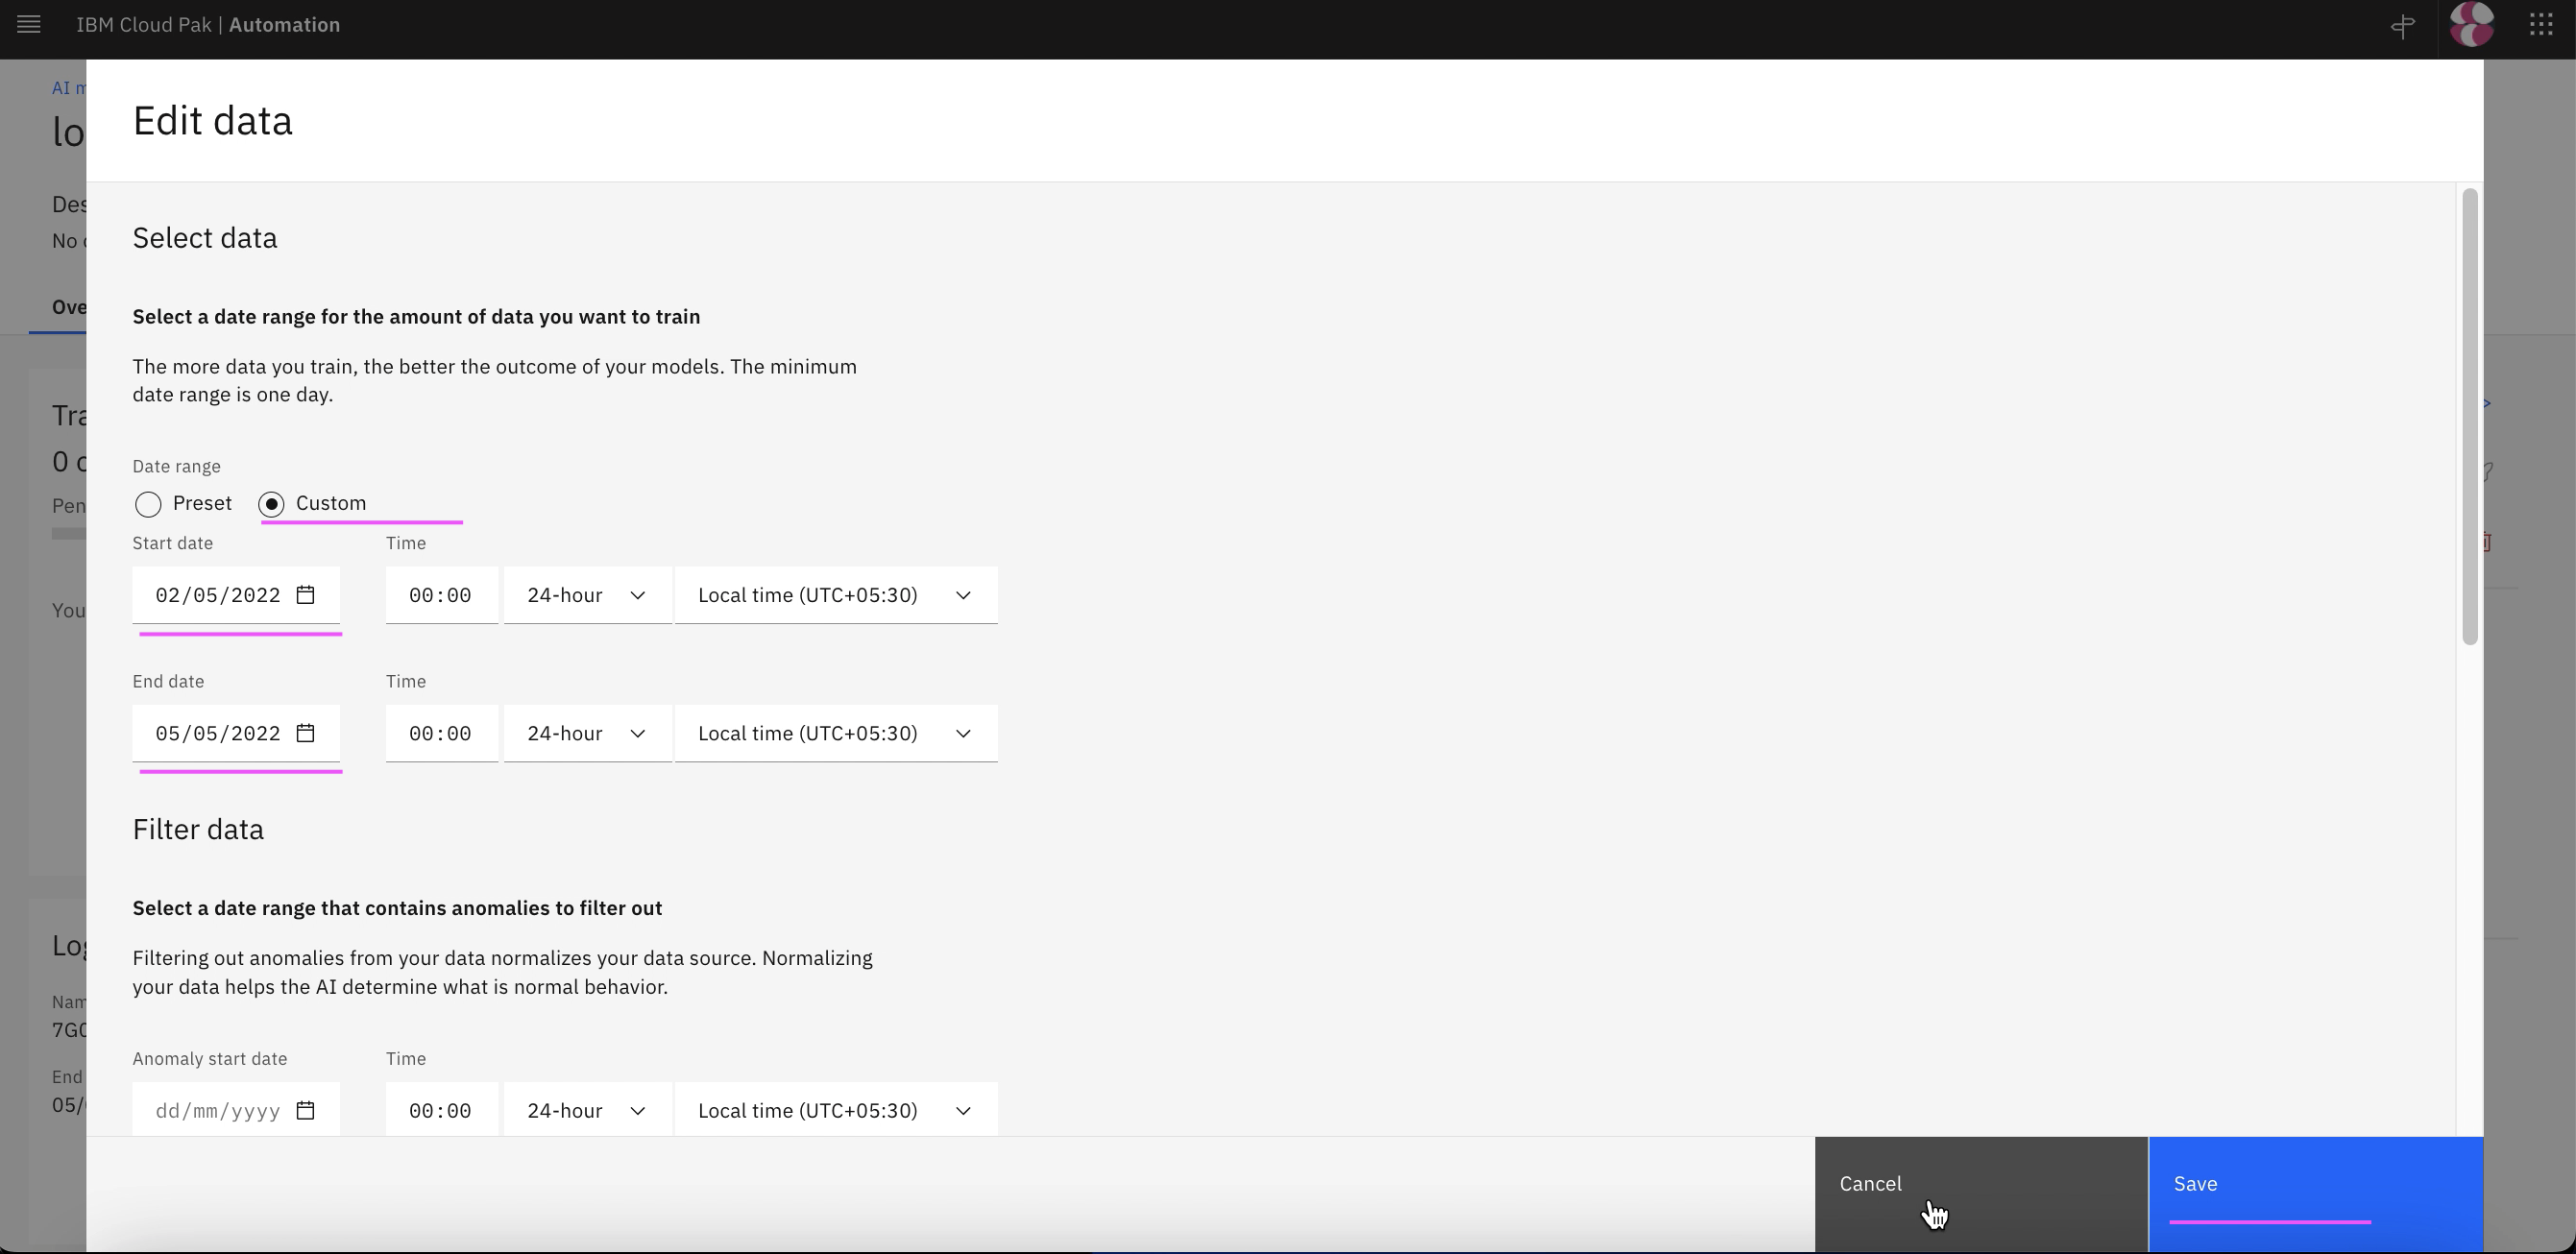 IBM Cloud Pak | Automation
AI m
lo
Des
No
Ove
Tra
0
Pen
You
Log
Nam
7G0
End
05/
Edit data
Select data
Select a date range for the amount of data you want to train
The more data you train, the better the outcome of your models. The minimum
date range is one day.
Date range
Preset Custom
Start date Time
02/05/2022 00:00 24-hour Local time (UTC+05:30)
End date Time
05/05/2022 00:00 24-hour Local time (UTC+05:30)
Filter data
Select a date range that contains anomalies to filter out
Filtering out anomalies from your data normalizes your data source. Normalizing
your data helps the AI determine what is normal behavior.
Anomaly start date Time
dd/mm/yyyy 00:00 24-hour Local time (UTC+05:30)
Cancel Save